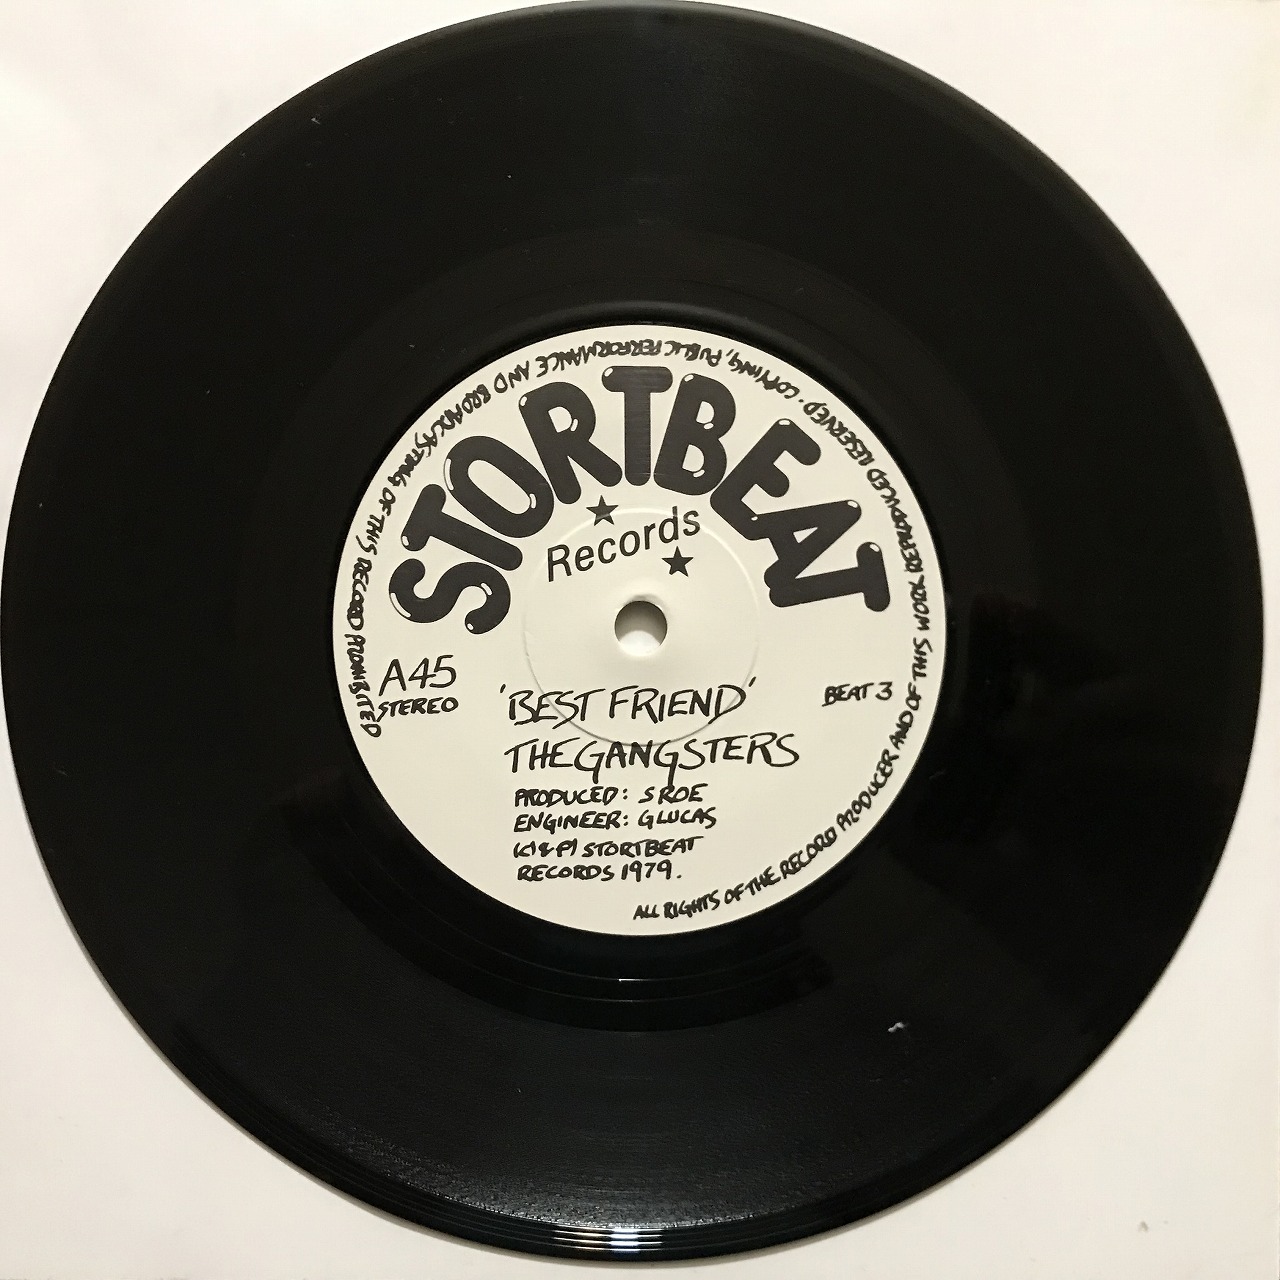 STORTBEAT
Records
A45
STEREO
'BEST FRIEND'
BEAT 3
THE GANGSTERS
PRODUCED: S ROE
ENGINEER: G LUCAS
(C) & (P) STORTBEAT
RECORDS 1979.
ALL RIGHTS OF THE RECORD PRODUCER AND OF THIS WORK REPRODUCED RESERVED. COPYING, PUBLIC PERFORMANCE AND BROADCASTING OF THIS RECORD PROHIBITED